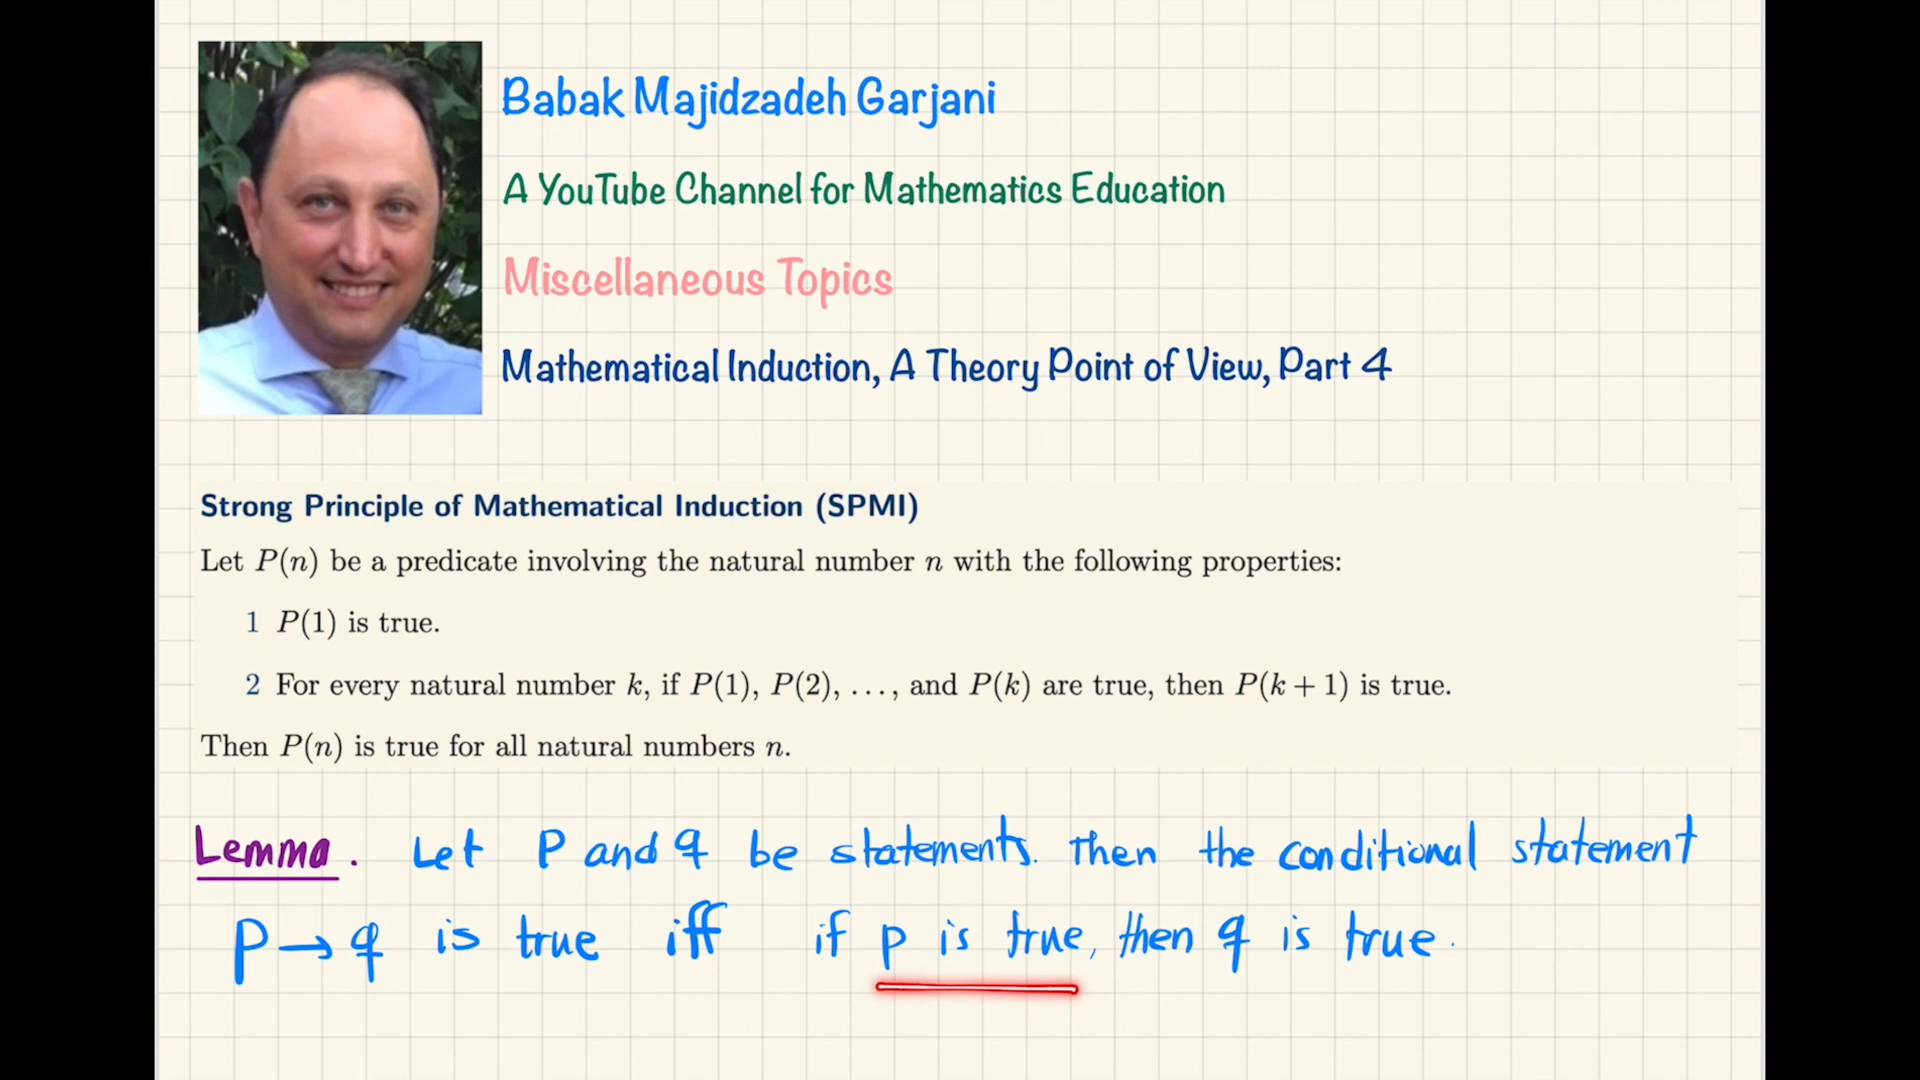 Babak Majidzadeh Garjani
A YouTube Channel for Mathematics Education
Miscellaneous Topics
Mathematical Induction, A Theory Point of View, Part 4
Strong Principle of Mathematical Induction (SPMI)
Let P(n) be a predicate involving the natural number n with the following properties:
1 P(1) is true.
2 For every natural number k, if P(1), P(2), ..., and P(k) are true, then P(k + 1) is true.
Then P(n) is true for all natural numbers n.
Lemma. Let P and q be statements. Then the conditional statement
P → q is true iff if p is true, then q is true.